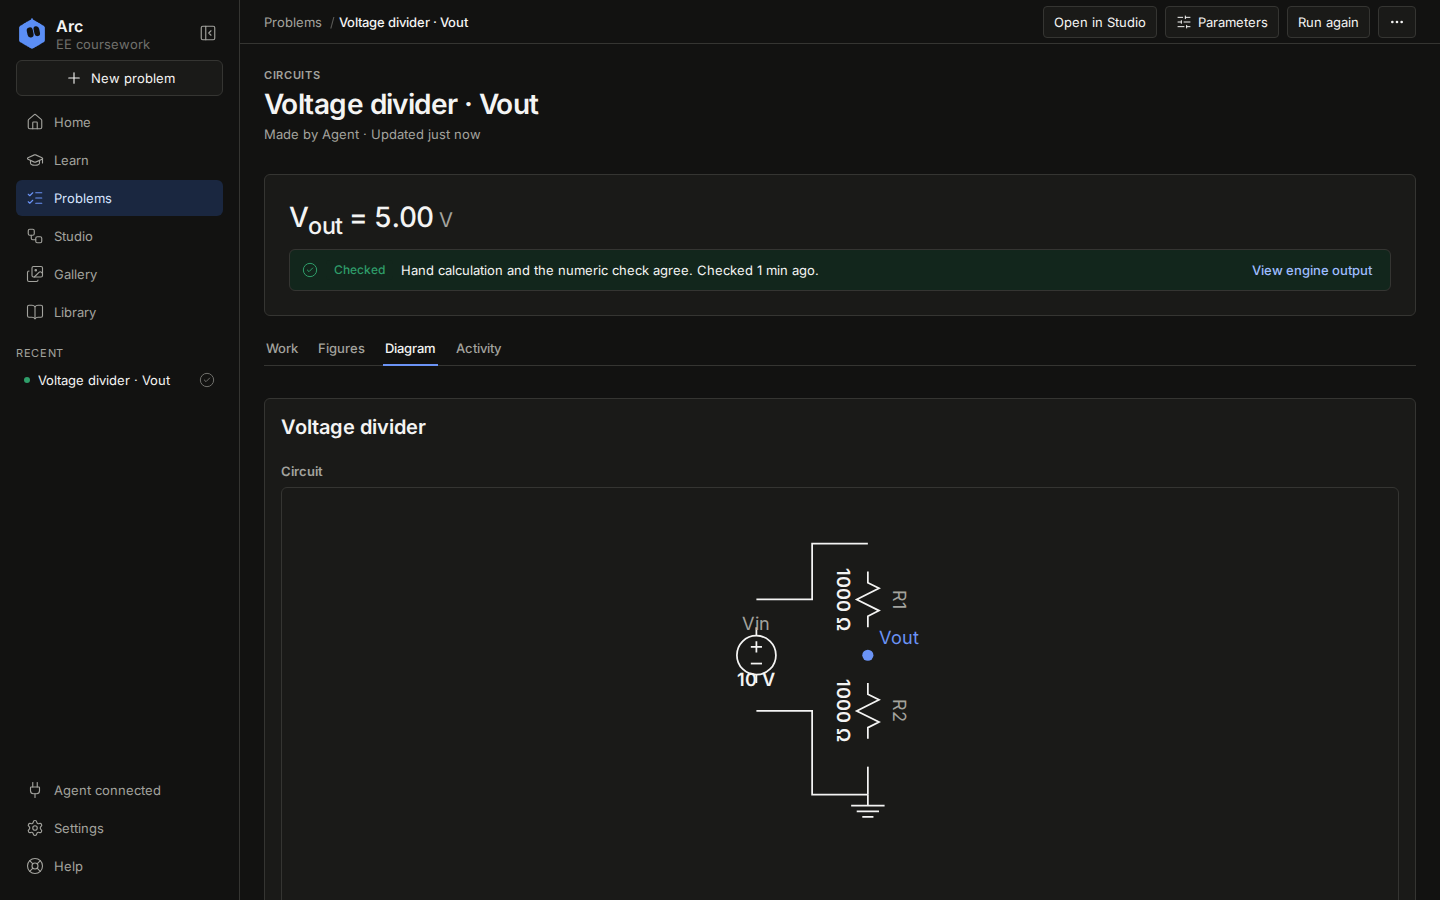 Arc
EE coursework
New problem
Home
Learn
Problems
Studio
Gallery
Library
RECENT
Voltage divider · Vout
Agent connected
Settings
Help
Problems / Voltage divider · Vout
Open in Studio
Parameters
Run again
CIRCUITS
Voltage divider · Vout
Made by Agent · Updated just now
Vout = 5.00 V
Checked Hand calculation and the numeric check agree. Checked 1 min ago. View engine output
Work Figures Diagram Activity
Voltage divider
Circuit
1000 Ω
R1
Vin
Vout
10 V
1000 Ω
R2